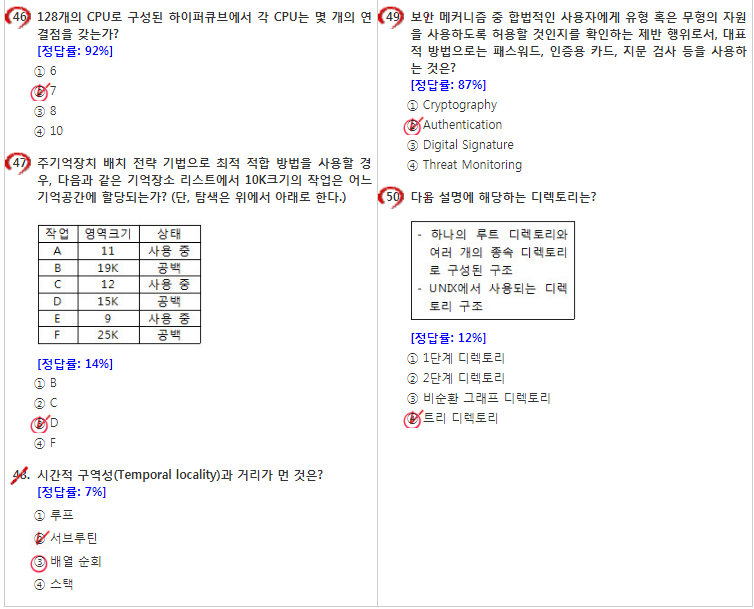 46. 128개의 CPU로 구성된 하이퍼큐브에서 각 CPU는 몇 개의 연
결점을 갖는가?
[정답률: 92%]
① 6
② 7
③ 8
④ 10
47. 주기억장치 배치 전략 기법으로 최적 적합 방법을 사용할 경
우, 다음과 같은 기억장소 리스트에서 10K크기의 작업은 어느
기억공간에 할당되는가? (단, 탐색은 위에서 아래로 한다.)
작업 영역크기 상태
A 11 사용 중
B 19K 공백
C 12 사용 중
D 15K 공백
E 9 사용 중
F 25K 공백
[정답률: 14%]
① B
② C
③ D
④ F
48. 시간적 구역성(Temporal locality)과 거리가 먼 것은?
[정답률: 7%]
① 루프
② 서브루틴
③ 배열 순회
④ 스택
49. 보안 메커니즘 중 합법적인 사용자에게 유형 혹은 무형의 자원
을 사용하도록 허용할 것인지를 확인하는 제반 행위로서, 대표
적 방법으로는 패스워드, 인증용 카드, 지문 검사 등을 사용하
는 것은?
[정답률: 87%]
① Cryptography
② Authentication
③ Digital Signature
④ Threat Monitoring
50. 다음 설명에 해당하는 디렉토리는?
- 하나의 루트 디렉토리와
여러 개의 종속 디렉토리
로 구성된 구조
- UNIX에서 사용되는 디렉
토리 구조
[정답률: 12%]
① 1단계 디렉토리
② 2단계 디렉토리
③ 비순환 그래프 디렉토리
④ 트리 디렉토리